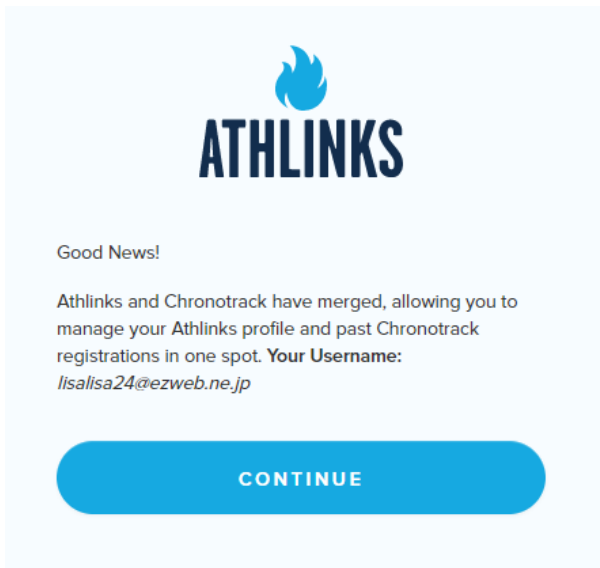 ATHLINKS
Good News!
Athlinks and Chronotrack have merged, allowing you to
manage your Athlinks profile and past Chronotrack
registrations in one spot. Your Username:
lisalisa24@ezweb.ne.jp
CONTINUE